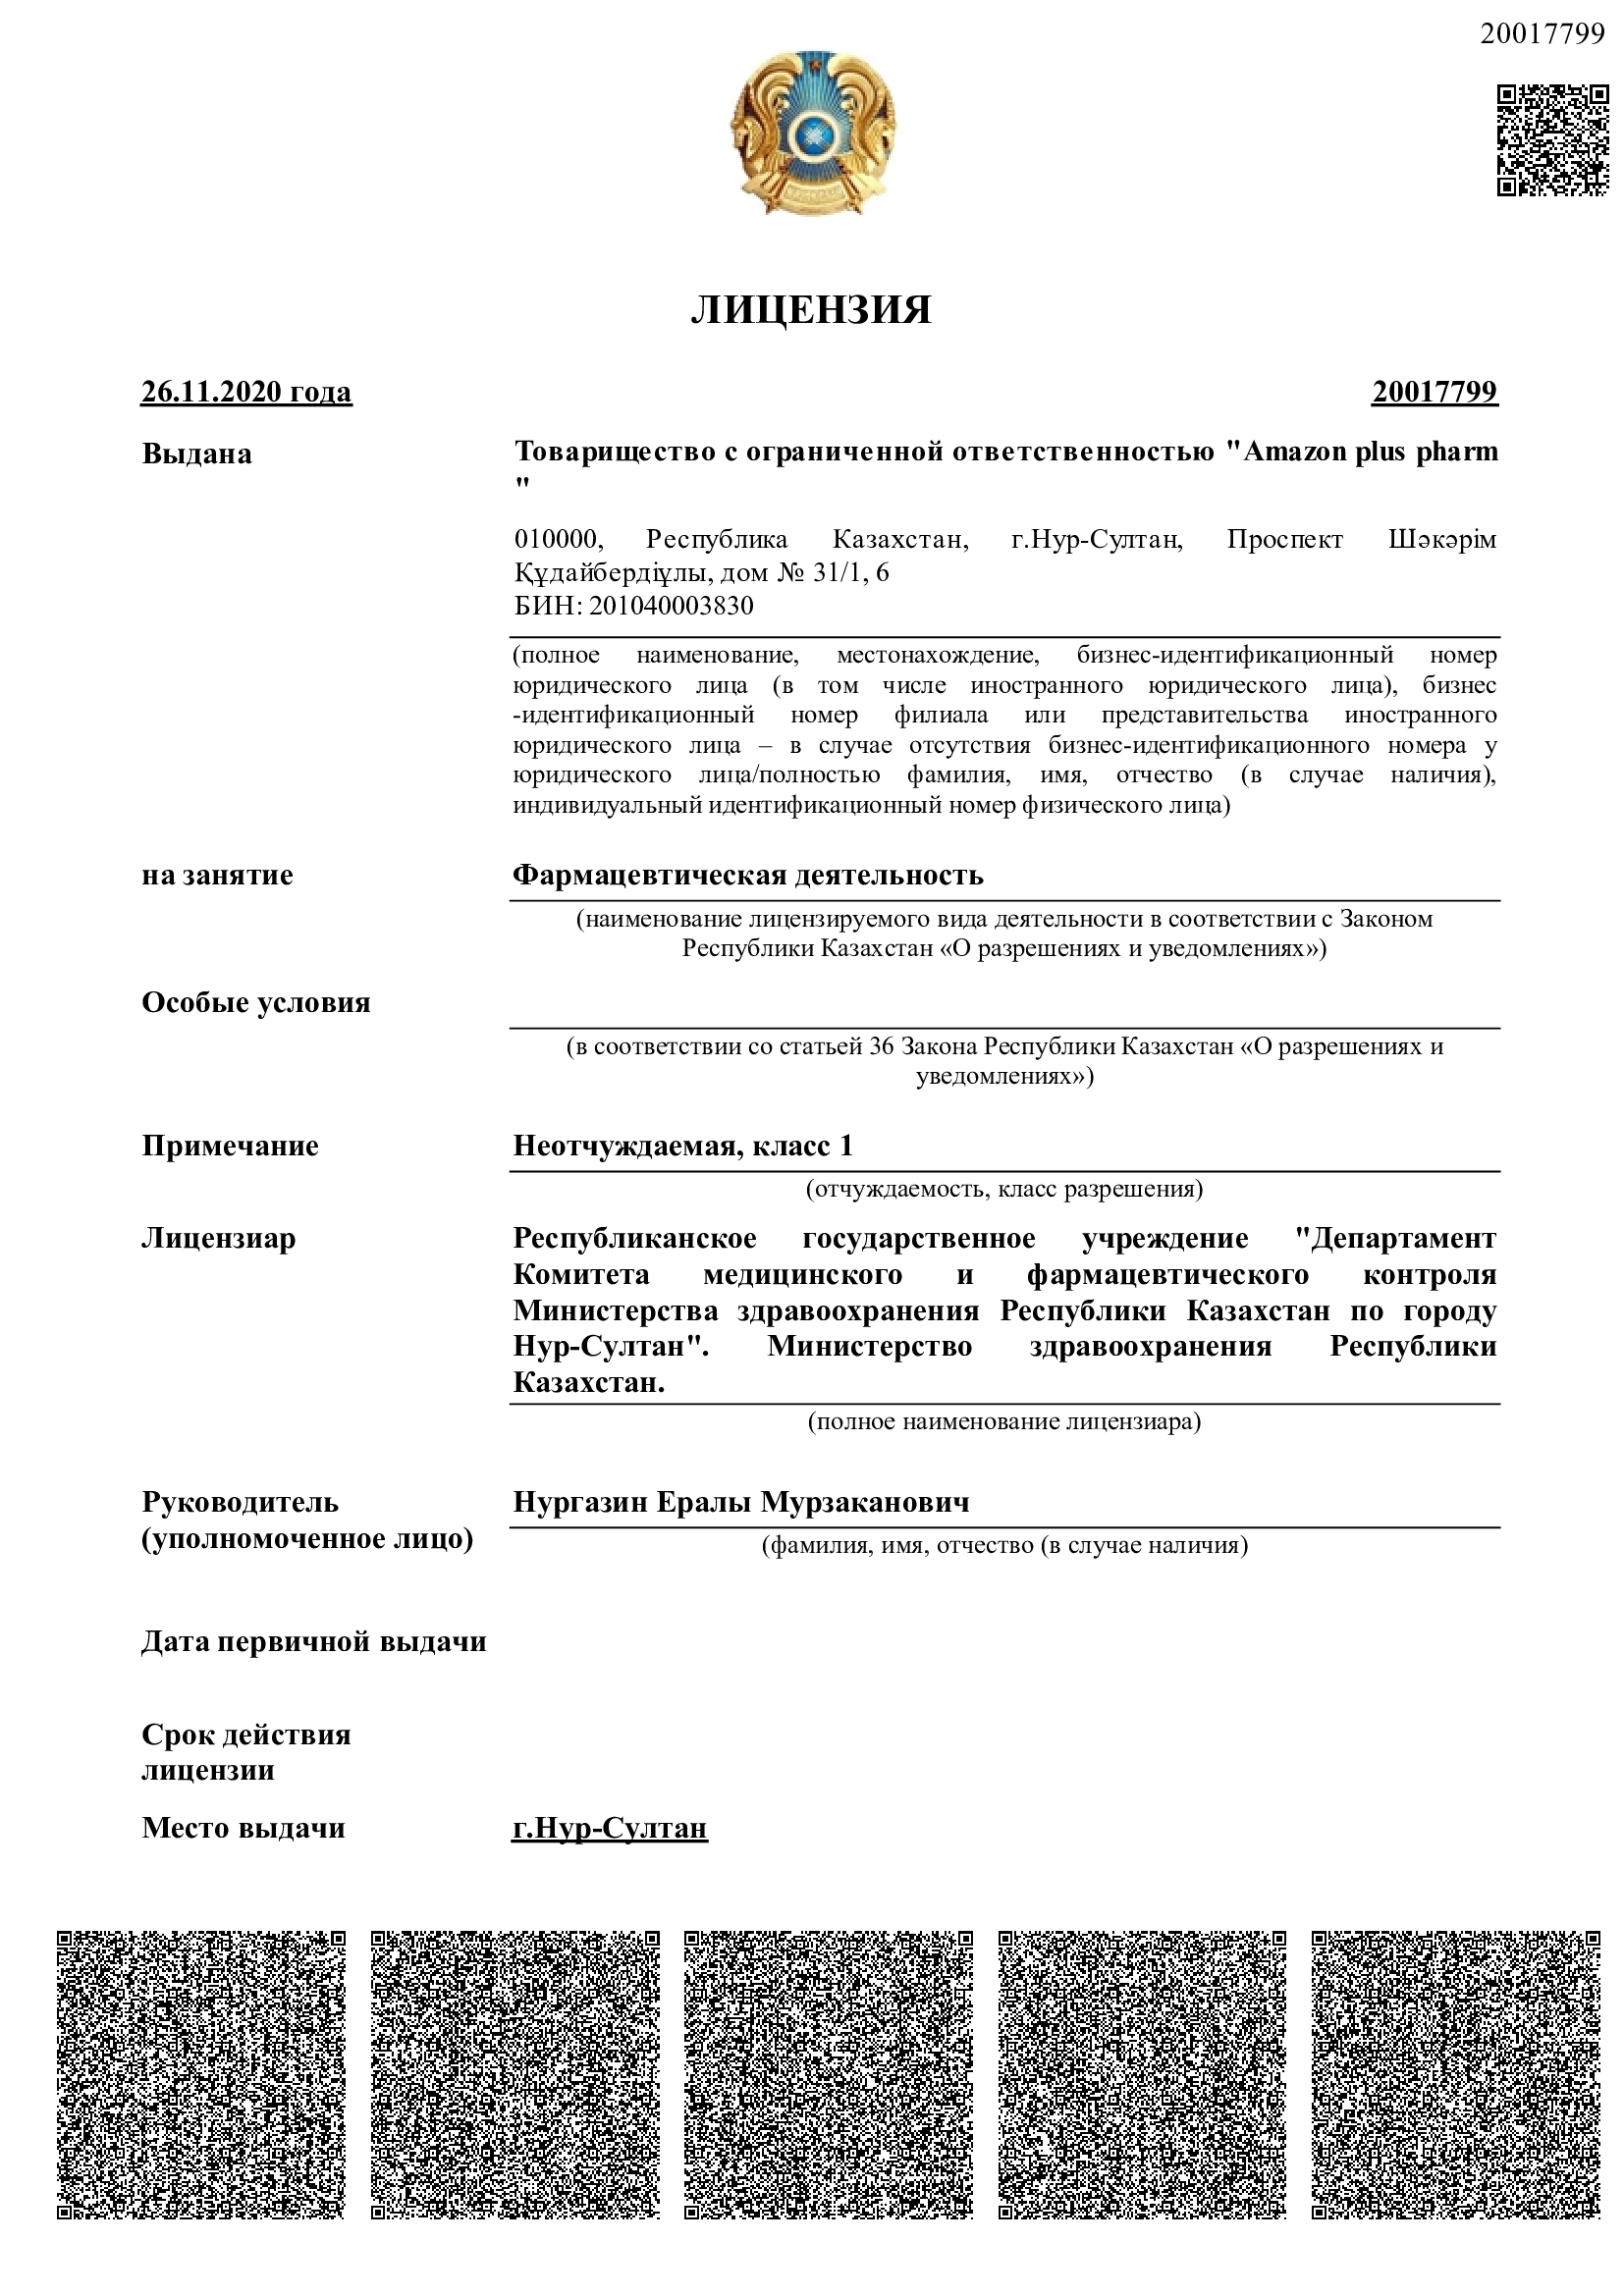 20017799
ЛИЦЕНЗИЯ
26.11.2020 года
20017799
Выдана
Товарищество с ограниченной ответственностью "Amazon plus pharm
"
010000, Республика Казахстан, г.Нур-Султан, Проспект Шәкәрім
Құдайбердіұлы, дом № 31/1, 6
БИН: 201040003830
(полное наименование, местонахождение, бизнес-идентификационный номер
юридического лица (в том числе иностранного юридического лица), бизнес
-идентификационный номер филиала или представительства иностранного
юридического лица – в случае отсутствия бизнес-идентификационного номера у
юридического лица/полностью фамилия, имя, отчество (в случае наличия),
индивидуальный идентификационный номер физического лица)
на занятие
Фармацевтическая деятельность
(наименование лицензируемого вида деятельности в соответствии с Законом
Республики Казахстан «О разрешениях и уведомлениях»)
Особые условия
(в соответствии со статьей 36 Закона Республики Казахстан «О разрешениях и
уведомлениях»)
Примечание
Неотчуждаемая, класс 1
(отчуждаемость, класс разрешения)
Лицензиар
Республиканское государственное учреждение "Департамент
Комитета медицинского и фармацевтического контроля
Министерства здравоохранения Республики Казахстан по городу
Нур-Султан". Министерство здравоохранения Республики
Казахстан.
(полное наименование лицензиара)
Руководитель
(уполномоченное лицо)
Нургазин Ералы Мурзаканович
(фамилия, имя, отчество (в случае наличия)
Дата первичной выдачи
Срок действия
лицензии
Место выдачи
г.Нур-Султан